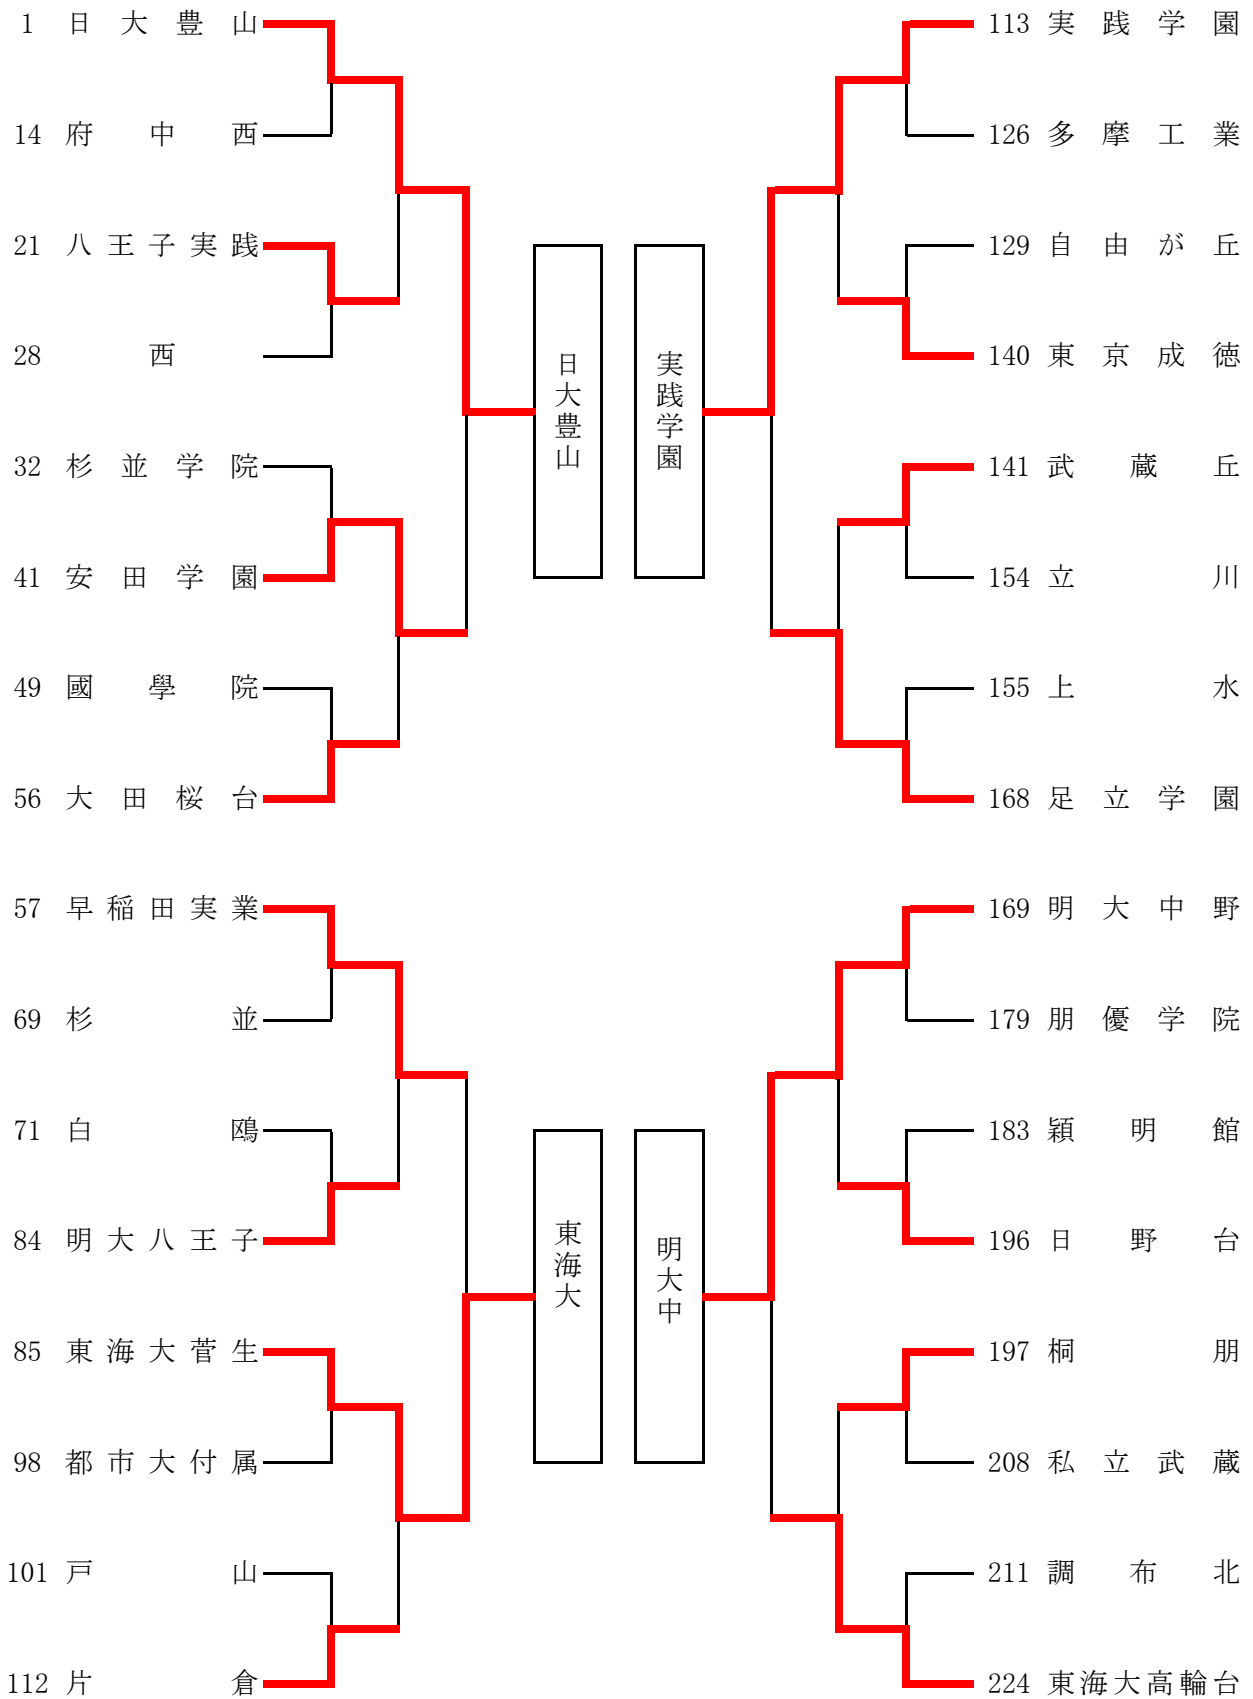 1 日大豊山
14 府中西
21 八王子実践
28 西
32 杉並学院
41 安田学園
49 國學院
56 大田桜台
日大豊山
実践学園
113 実践学園
126 多摩工業
129 自由が丘
140 東京成徳
141 武蔵丘
154 立川
155 上水
168 足立学園
57 早稲田実業
69 杉並
71 白鴎
84 明大八王子
85 東海大菅生
98 都市大付属
101 戸山
112 片倉
東海大
明大中
169 明大中野
179 朋優学院
183 穎明館
196 日野台
197 桐朋
208 私立武蔵
211 調布北
224 東海大高輪台